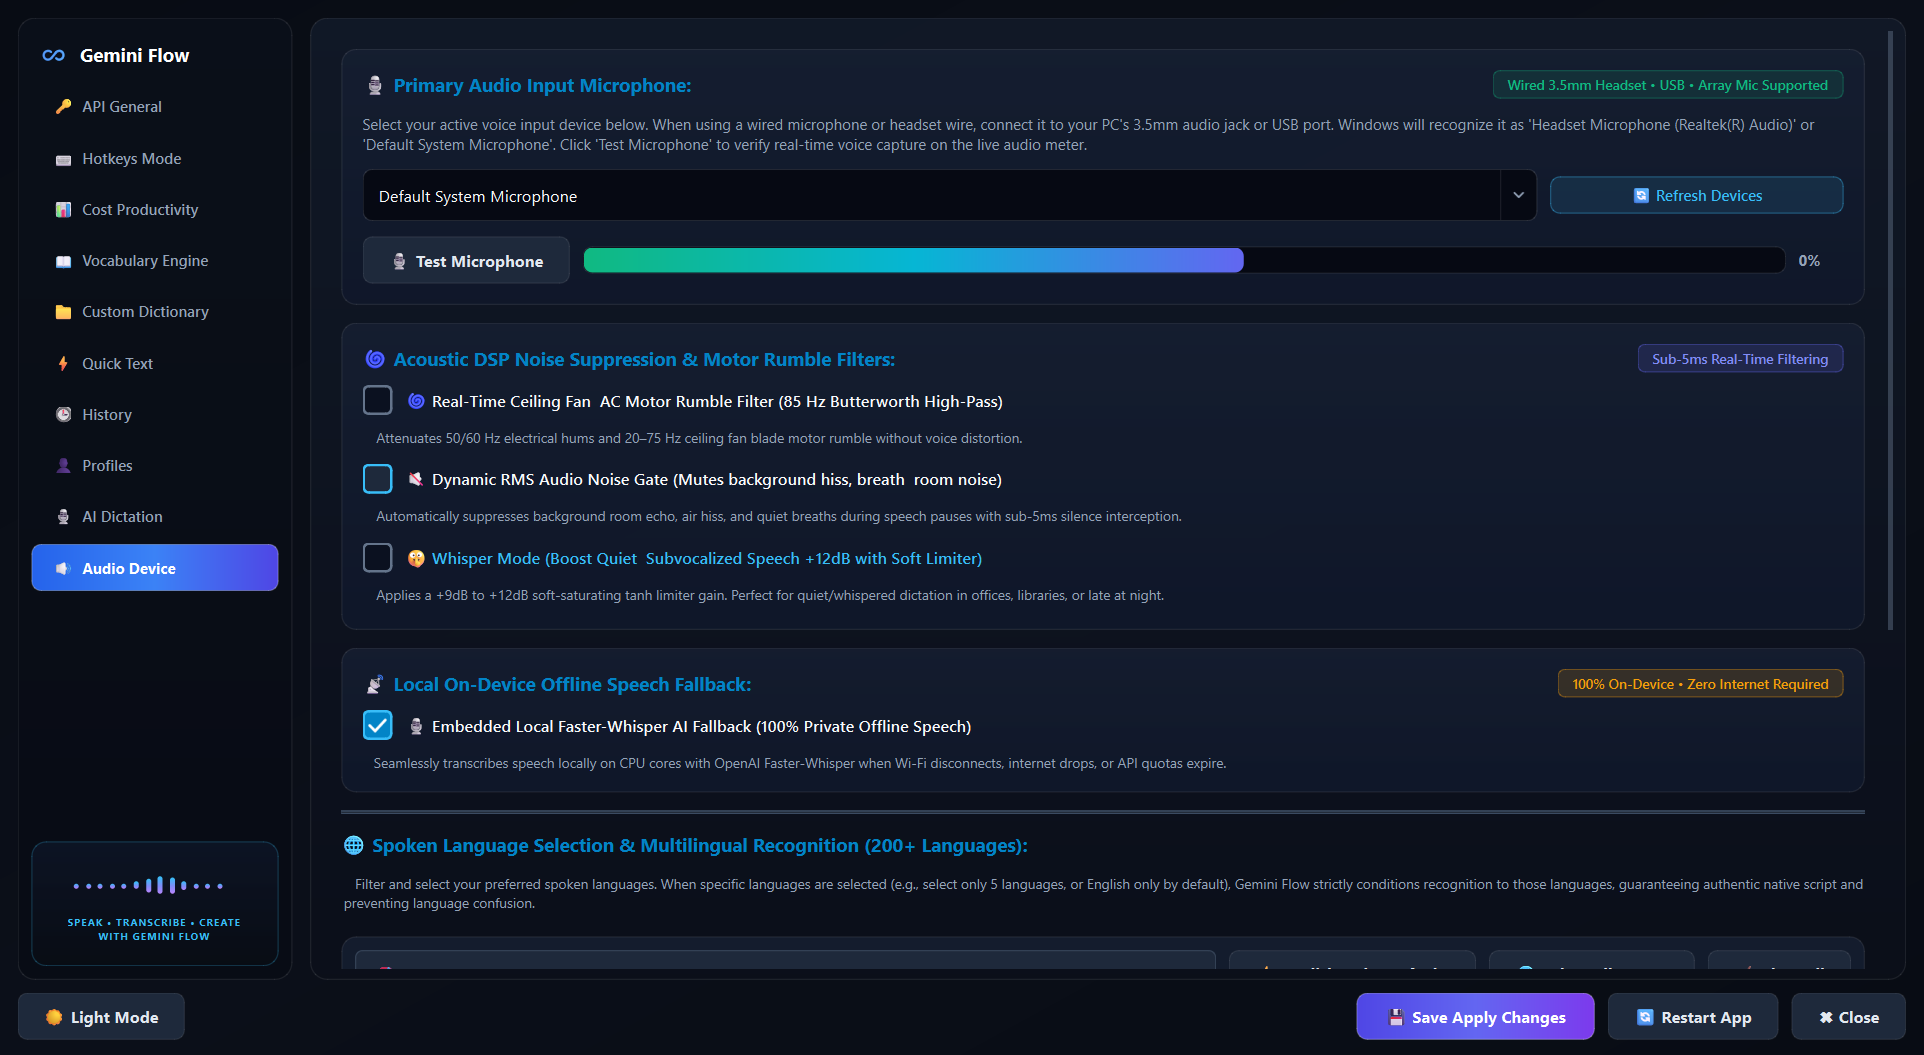 Gemini Flow
API General
Hotkeys Mode
Cost Productivity
Vocabulary Engine
Custom Dictionary
Quick Text
History
Profiles
AI Dictation
Audio Device
SPEAK • TRANSCRIBE • CREATE
WITH GEMINI FLOW
Light Mode
Primary Audio Input Microphone:
Wired 3.5mm Headset • USB • Array Mic Supported
Select your active voice input device below. When using a wired microphone or headset wire, connect it to your PC's 3.5mm audio jack or USB port. Windows will recognize it as 'Headset Microphone (Realtek(R) Audio)' or
'Default System Microphone'. Click 'Test Microphone' to verify real-time voice capture on the live audio meter.
Default System Microphone
Refresh Devices
Test Microphone
0%
Acoustic DSP Noise Suppression & Motor Rumble Filters:
Sub-5ms Real-Time Filtering
Real-Time Ceiling Fan  AC Motor Rumble Filter (85 Hz Butterworth High-Pass)
Attenuates 50/60 Hz electrical hums and 20–75 Hz ceiling fan blade motor rumble without voice distortion.
Dynamic RMS Audio Noise Gate (Mutes background hiss, breath  room noise)
Automatically suppresses background room echo, air hiss, and quiet breaths during speech pauses with sub-5ms silence interception.
Whisper Mode (Boost Quiet  Subvocalized Speech +12dB with Soft Limiter)
Applies a +9dB to +12dB soft-saturating tanh limiter gain. Perfect for quiet/whispered dictation in offices, libraries, or late at night.
Local On-Device Offline Speech Fallback:
100% On-Device • Zero Internet Required
Embedded Local Faster-Whisper AI Fallback (100% Private Offline Speech)
Seamlessly transcribes speech locally on CPU cores with OpenAI Faster-Whisper when Wi-Fi disconnects, internet drops, or API quotas expire.
Spoken Language Selection & Multilingual Recognition (200+ Languages):
Filter and select your preferred spoken languages. When specific languages are selected (e.g., select only 5 languages, or English only by default), Gemini Flow strictly conditions recognition to those languages, guaranteeing authentic native script and
preventing language confusion.
Save Apply Changes
Restart App
✖ Close